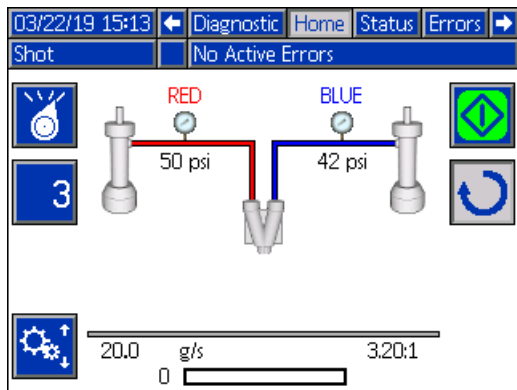 03/22/19 15:13 Diagnostic Home Status Errors
Shot No Active Errors
RED BLUE
50 psi 42 psi
3
20.0 g/s 3.20:1
0